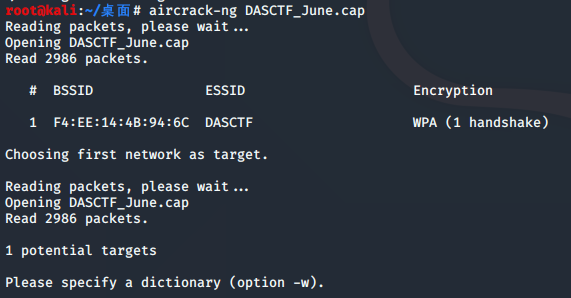 root@kali:~/桌面# aircrack-ng DASCTF_June.cap
Reading packets, please wait...
Opening DASCTF_June.cap
Read 2986 packets.
# BSSID ESSID Encryption
1 F4:EE:14:4B:94:6C DASCTF WPA (1 handshake)
Choosing first network as target.
Reading packets, please wait...
Opening DASCTF_June.cap
Read 2986 packets.
1 potential targets
Please specify a dictionary (option -w).